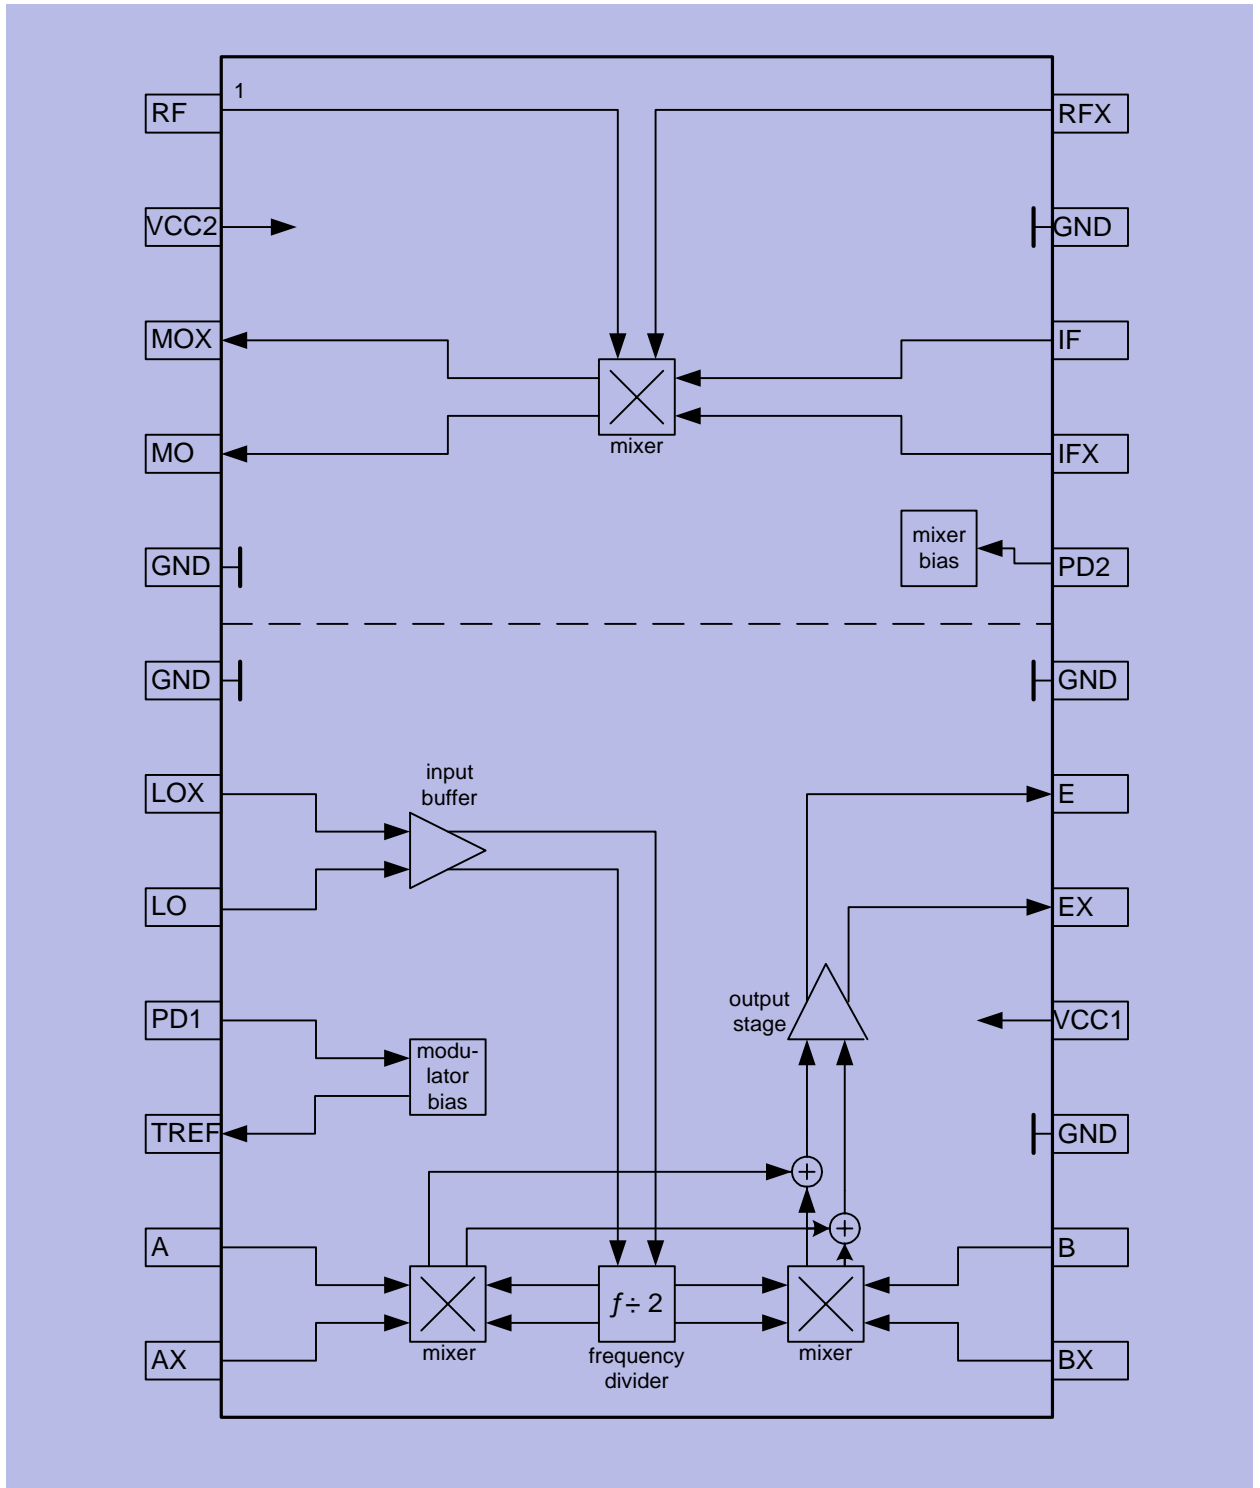 1
RF
RFX
VCC2
GND
MOX
IF
MO
mixer
IFX
mixer
bias
GND
PD2
GND
GND
input
buffer
LOX
E
LO
EX
output
stage
PD1
VCC1
modu-
lator
bias
TREF
GND
+
+
A
B
f ÷ 2
AX
mixer
frequency
divider
mixer
BX